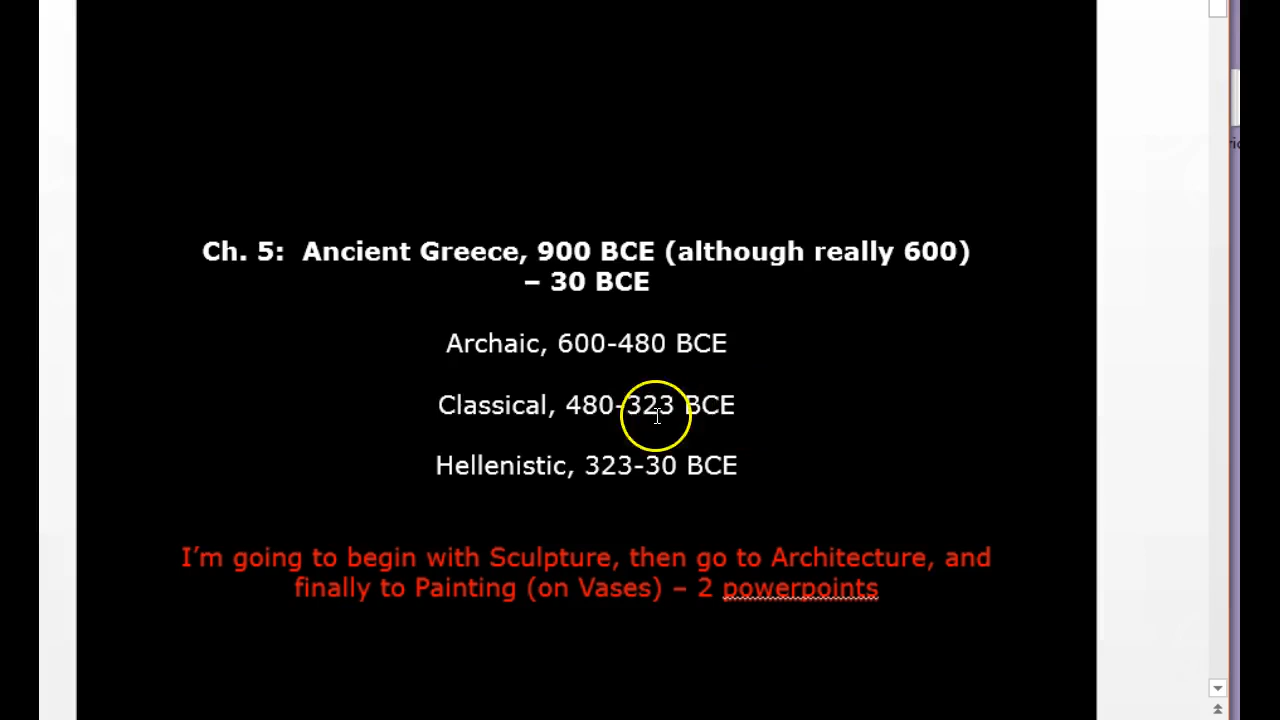 Ch. 5:  Ancient Greece, 900 BCE (although really 600)
– 30 BCE
Archaic, 600-480 BCE
Classical, 480-323 BCE
Hellenistic, 323-30 BCE
I’m going to begin with Sculpture, then go to Architecture, and
finally to Painting (on Vases) – 2 powerpoints